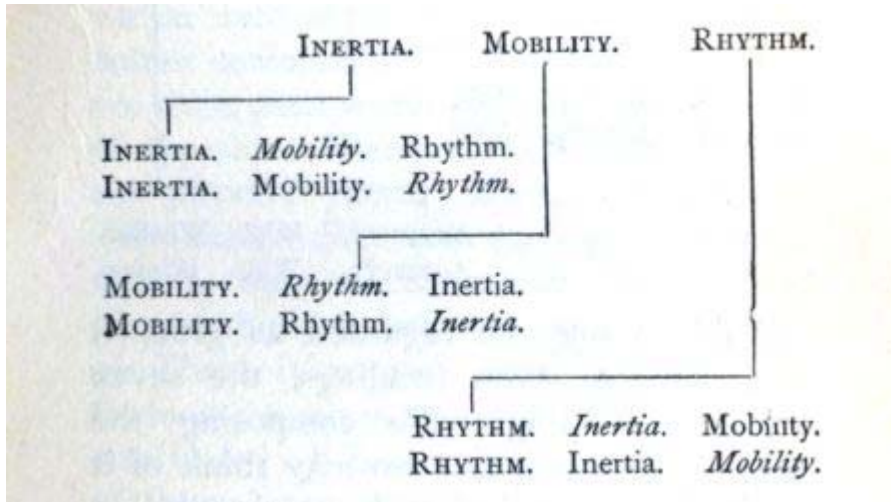 INERTIA. MOBILITY. RHYTHM.
INERTIA. Mobility. Rhythm.
INERTIA. Mobility. Rhythm.
MOBILITY. Rhythm. Inertia.
MOBILITY. Rhythm. Inertia.
RHYTHM. Inertia. Mobility.
RHYTHM. Inertia. Mobility.